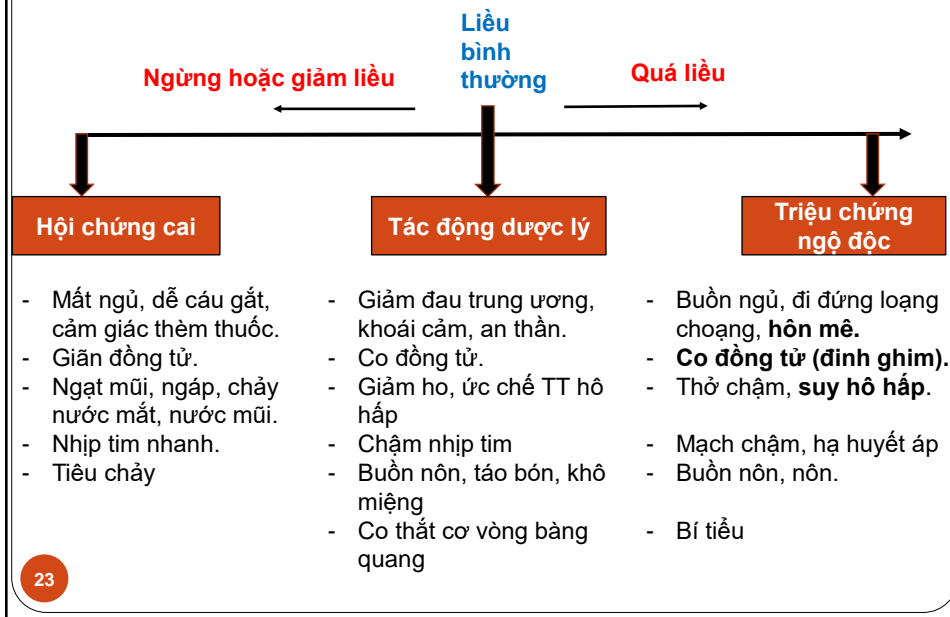 Liều
bình
thường
Ngừng hoặc giảm liều
Quá liều
Hội chứng cai
Tác động dược lý
Triệu chứng
ngộ độc
- Mất ngủ, dễ cáu gắt,
cảm giác thèm thuốc.
- Giãn đồng tử.
- Ngạt mũi, ngáp, chảy
nước mắt, nước mũi.
- Nhịp tim nhanh.
- Tiêu chảy
- Giảm đau trung ương,
khoái cảm, an thần.
- Co đồng tử.
- Giảm ho, ức chế TT hô
hấp
- Chậm nhịp tim
- Buồn nôn, táo bón, khô
miệng
- Co thắt cơ vòng bàng
quang
- Buồn ngủ, đi đứng loạng
choạng, hôn mê.
- Co đồng tử (đinh ghim).
- Thở chậm, suy hô hấp.
- Mạch chậm, hạ huyết áp
- Buồn nôn, nôn.
- Bí tiểu
23